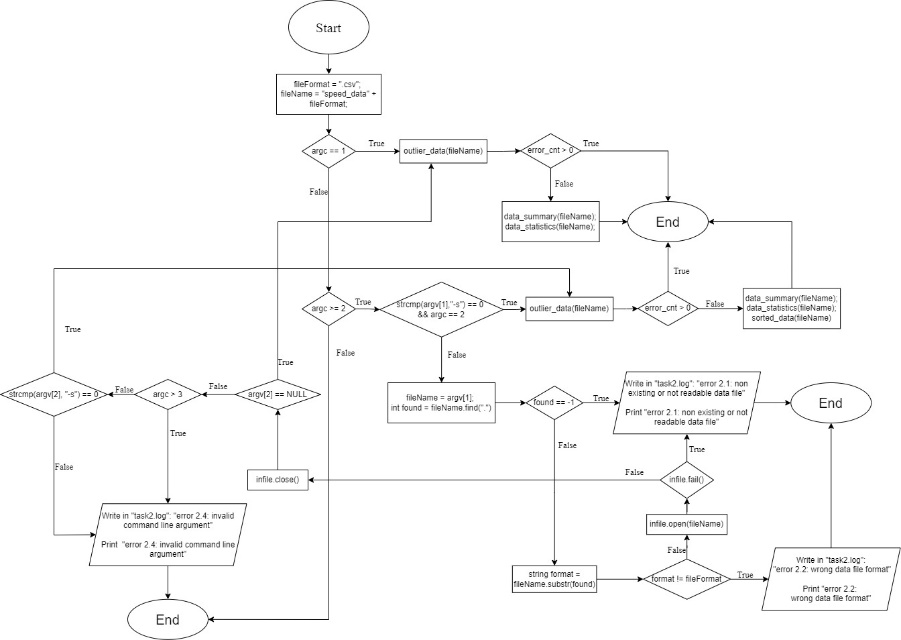 Start
fileFormat = ".csv";
fileName = "speed_data" +
fileFormat;
argc == 1
True
outlier_data(fileName)
error_cnt > 0
True
False
False
data_summary(fileName);
data_statistics(fileName);
End
True
argc >= 2
True
strcmp(argv[1],"-s") == 0
&& argc == 2
True
outlier_data(fileName)
error_cnt > 0
False
data_summary(fileName);
data_statistics(fileName);
sorted_data(fileName)
True
False
False
True
strcmp(argv[2], "-s") == 0
False
argc > 3
False
argv[2] == NULL
fileName = argv[1];
int found = fileName.find(".")
found == -1
True
Write in "task2.log": "error 2.1: non
existing or not readable data file"
Print "error 2.1: non existing or not
readable data file"
End
True
False
True
False
False
infile.close()
infile.fail()
Write in "task2.log": "error 2.4: invalid
command line argument"
Print "error 2.4: invalid command line
argument"
infile.open(fileName)
False
string format =
fileName.substr(found)
format != fileFormat
True
Write in "task2.log":
"error 2.2: wrong data file format"
Print "error 2.2:
wrong data file format"
End